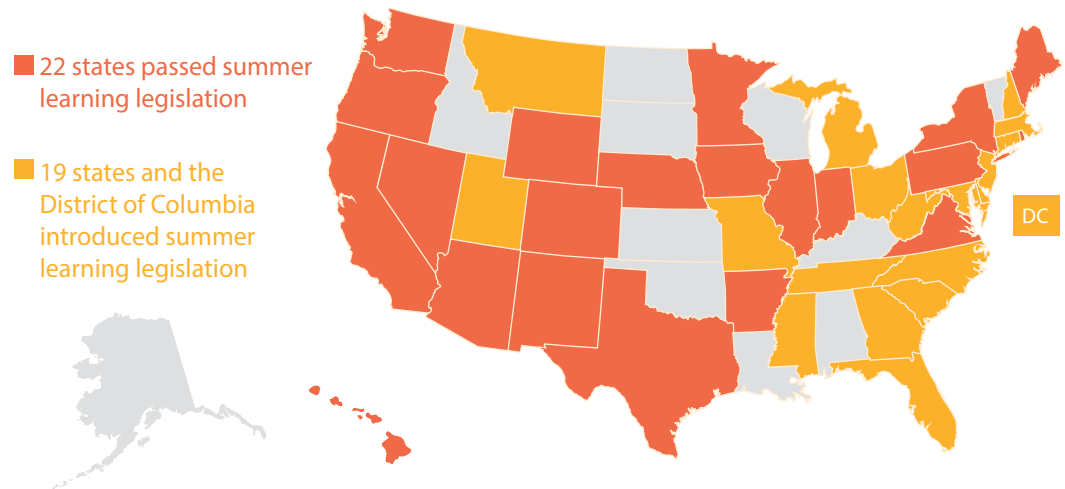 22 states passed summer
learning legislation
19 states and the
District of Columbia
introduced summer
learning legislation
DC